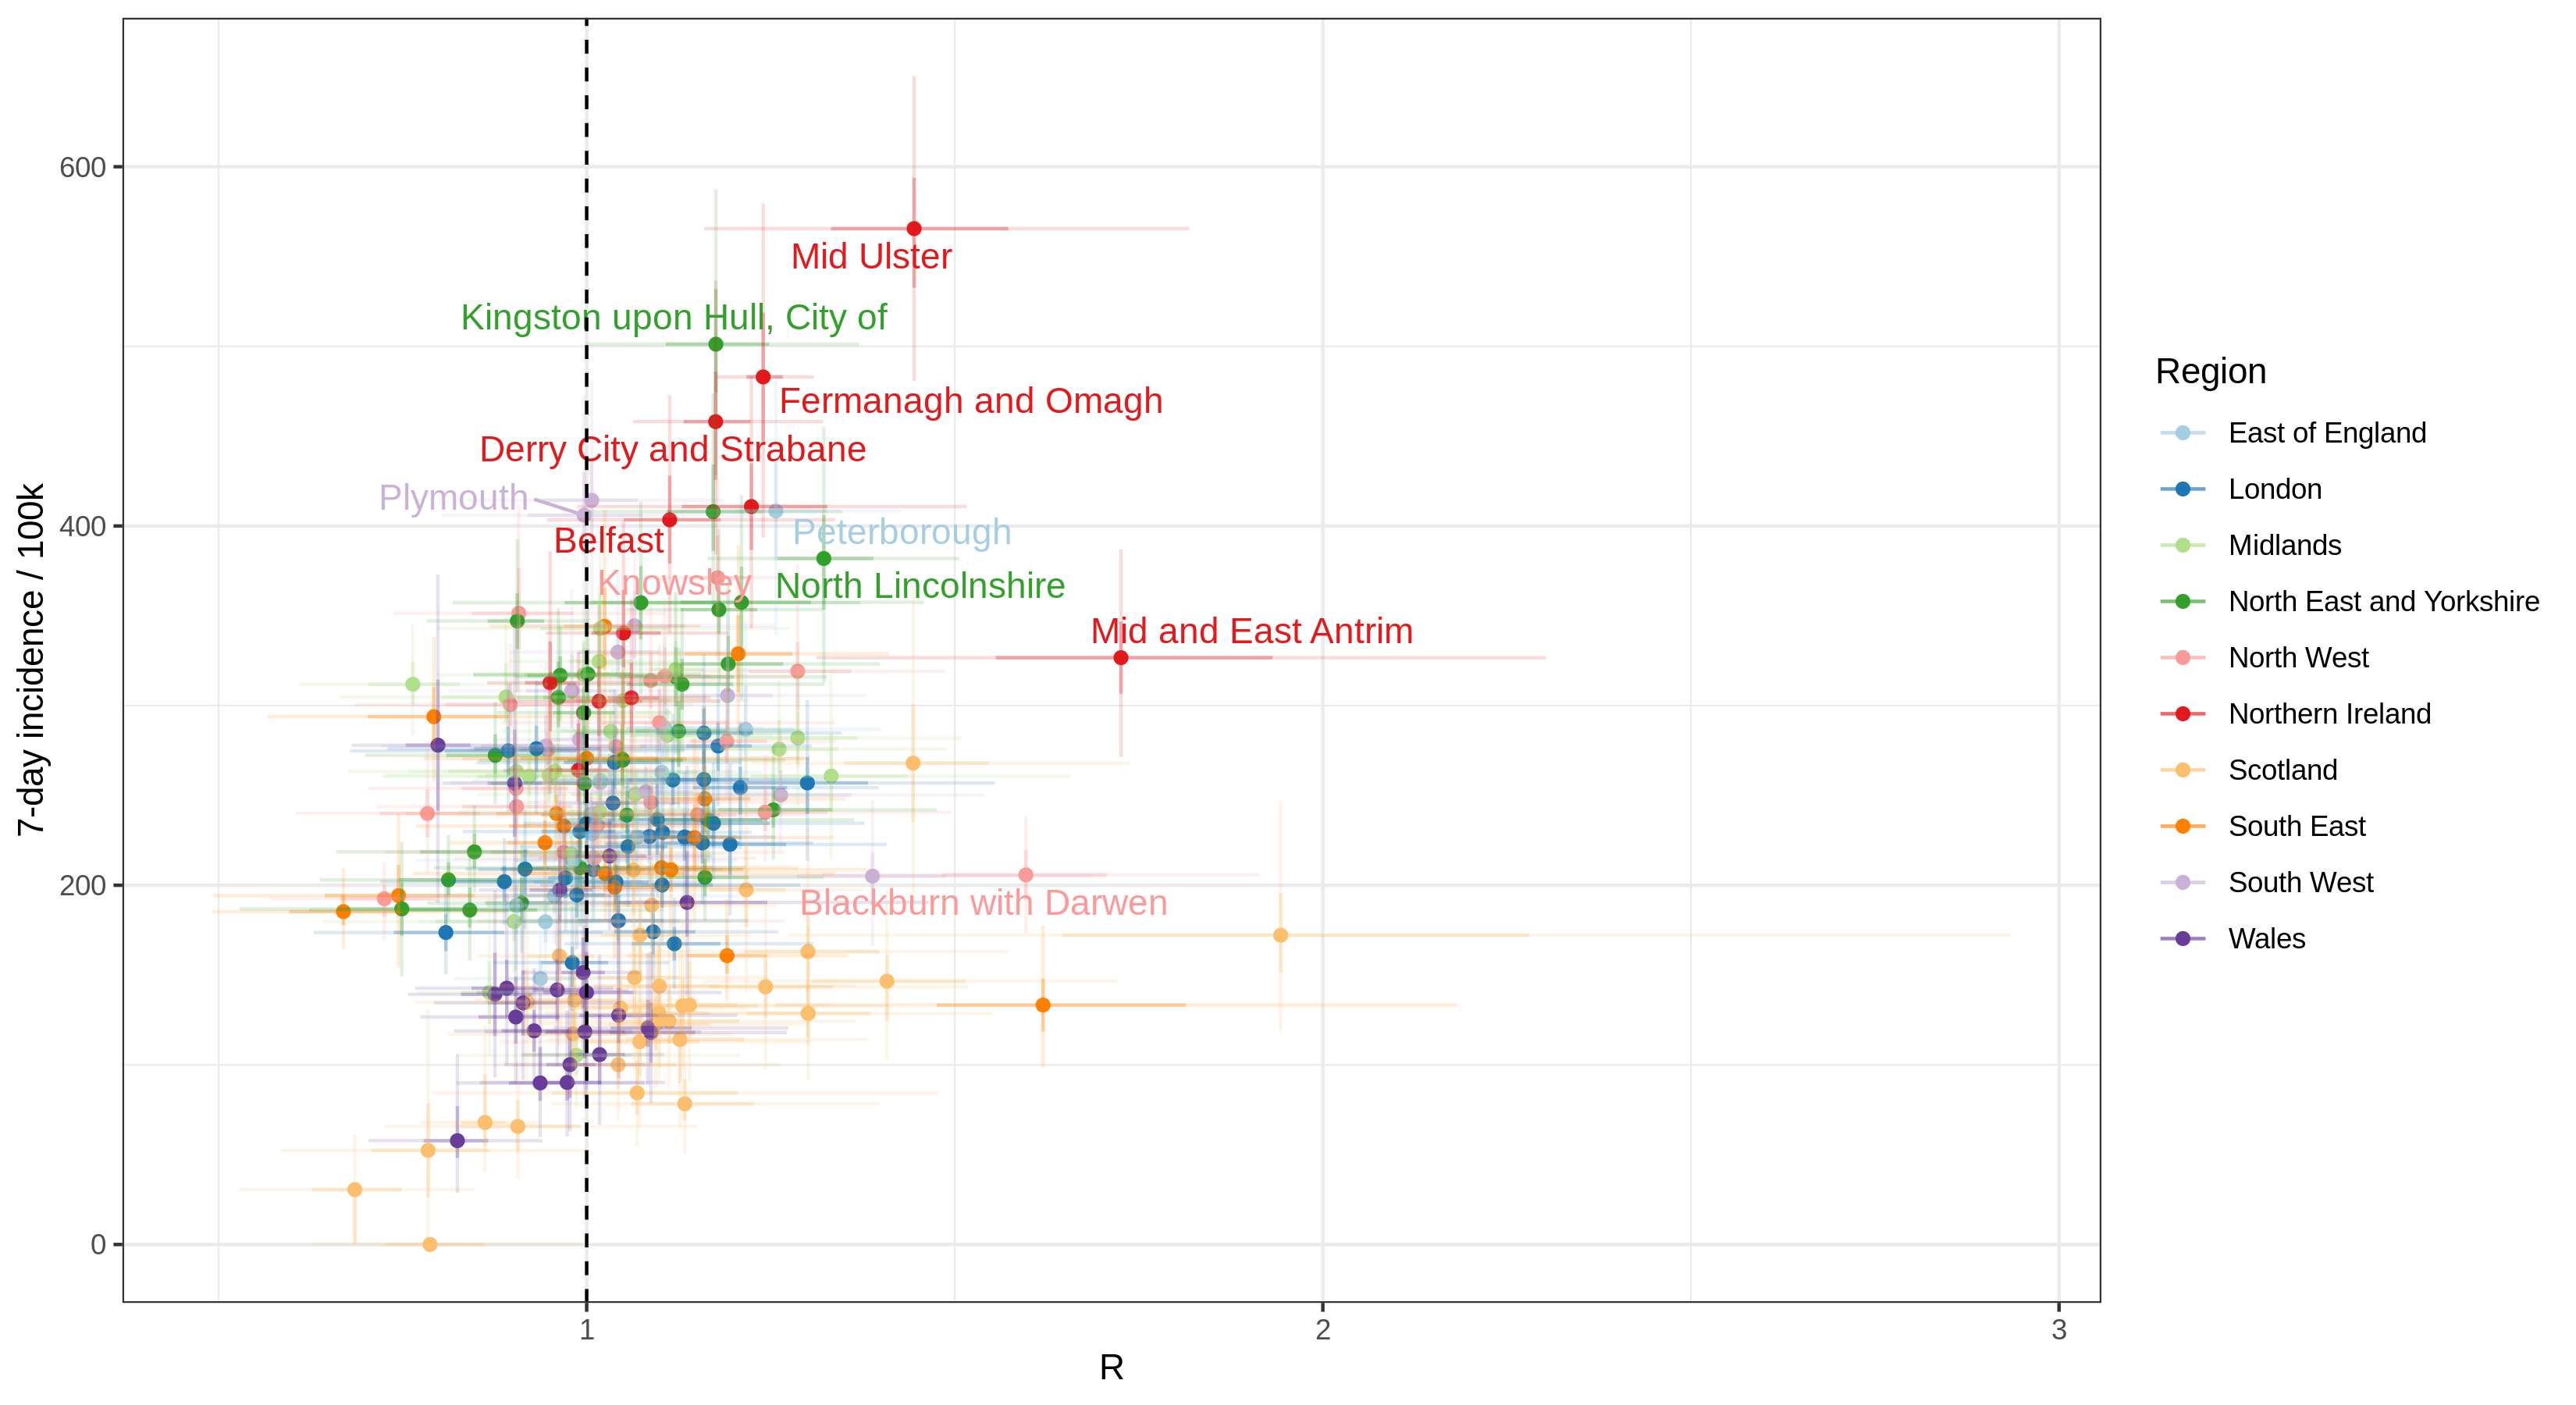 600
400
200
0
7-day incidence / 100k
Mid Ulster
Kingston upon Hull, City of
Fermanagh and Omagh
Derry City and Strabane
Plymouth
Belfast
Peterborough
Knowsley
North Lincolnshire
Mid and East Antrim
Blackburn with Darwen
1
2
3
R
Region
East of England
London
Midlands
North East and Yorkshire
North West
Northern Ireland
Scotland
South East
South West
Wales